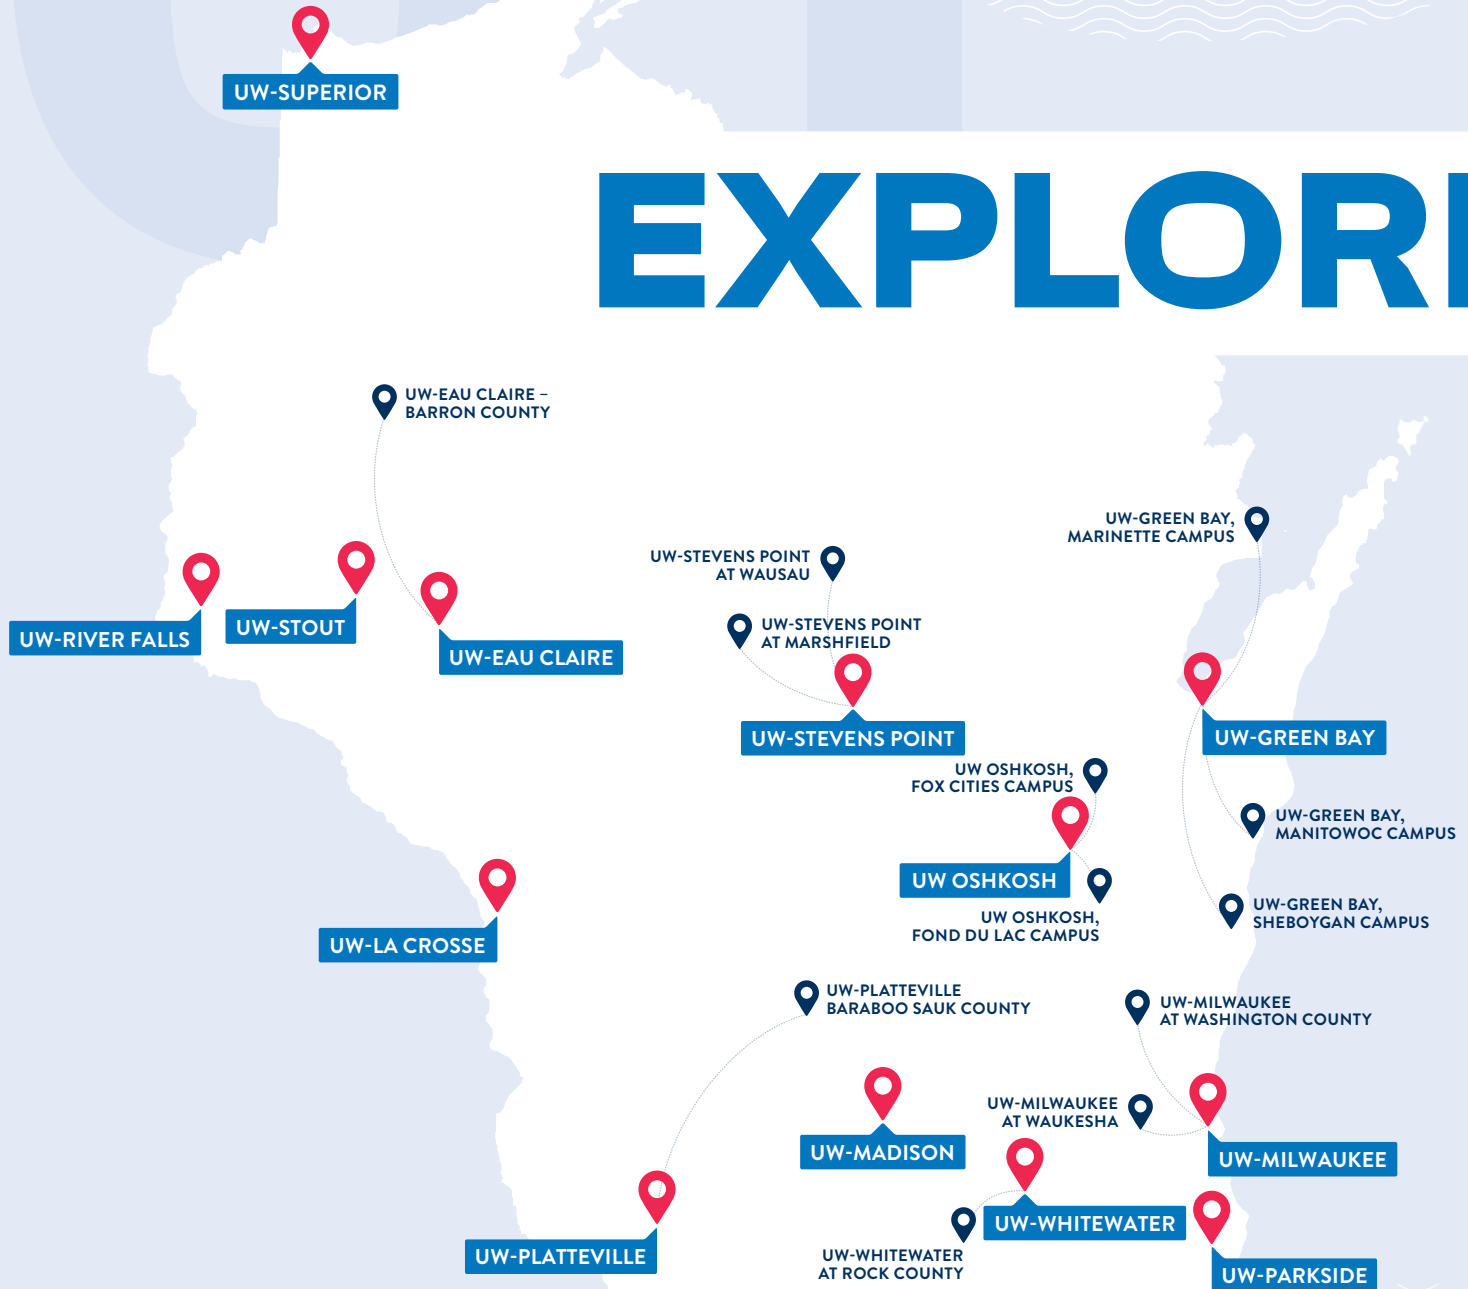 UW-SUPERIOR
EXPLOR
UW-EAU CLAIRE –
BARRON COUNTY
UW-GREEN BAY,
MARINETTE CAMPUS
UW-STEVENS POINT
AT WAUSAU
UW-STEVENS POINT
AT MARSHFIELD
UW-RIVER FALLS
UW-STOUT
UW-EAU CLAIRE
UW-STEVENS POINT
UW-GREEN BAY
UW OSHKOSH,
FOX CITIES CAMPUS
UW-GREEN BAY,
MANITOWOC CAMPUS
UW OSHKOSH
UW OSHKOSH,
FOND DU LAC CAMPUS
UW-GREEN BAY,
SHEBOYGAN CAMPUS
UW-LA CROSSE
UW-PLATTEVILLE
BARABOO SAUK COUNTY
UW-MILWAUKEE
AT WASHINGTON COUNTY
UW-MILWAUKEE
AT WAUKESHA
UW-MADISON
UW-MILWAUKEE
UW-WHITEWATER
UW-PLATTEVILLE
UW-WHITEWATER
AT ROCK COUNTY
UW-PARKSIDE